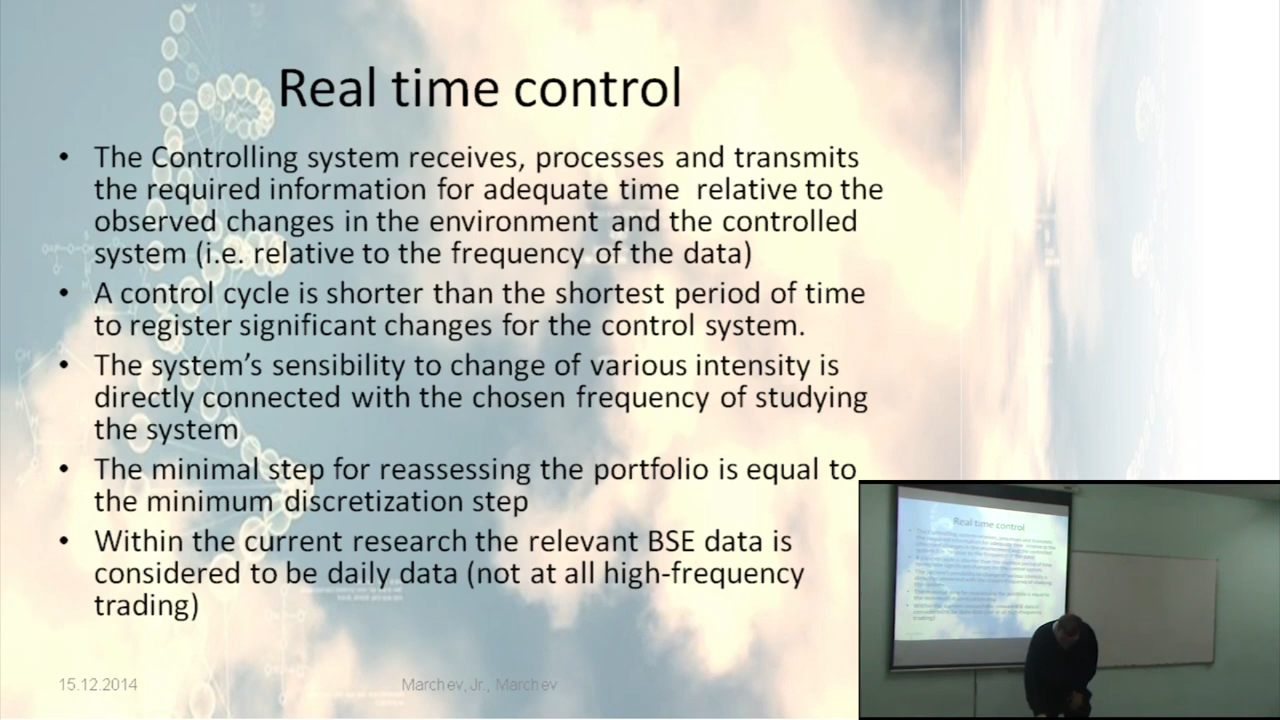 Real time control
• The Controlling system receives, processes and transmits
the required information for adequate time relative to the
observed changes in the environment and the controlled
system (i.e. relative to the frequency of the data)
• A control cycle is shorter than the shortest period of time
to register significant changes for the control system.
• The system's sensibility to change of various intensity is
directly connected with the chosen frequency of studying
the system
• The minimal step for reassessing the portfolio is equal to
the minimum discretization step
• Within the current research the relevant BSE data is
considered to be daily data (not at all high-frequency
trading)
15.12.2014
Marchev, Jr., Marchev
Real time control